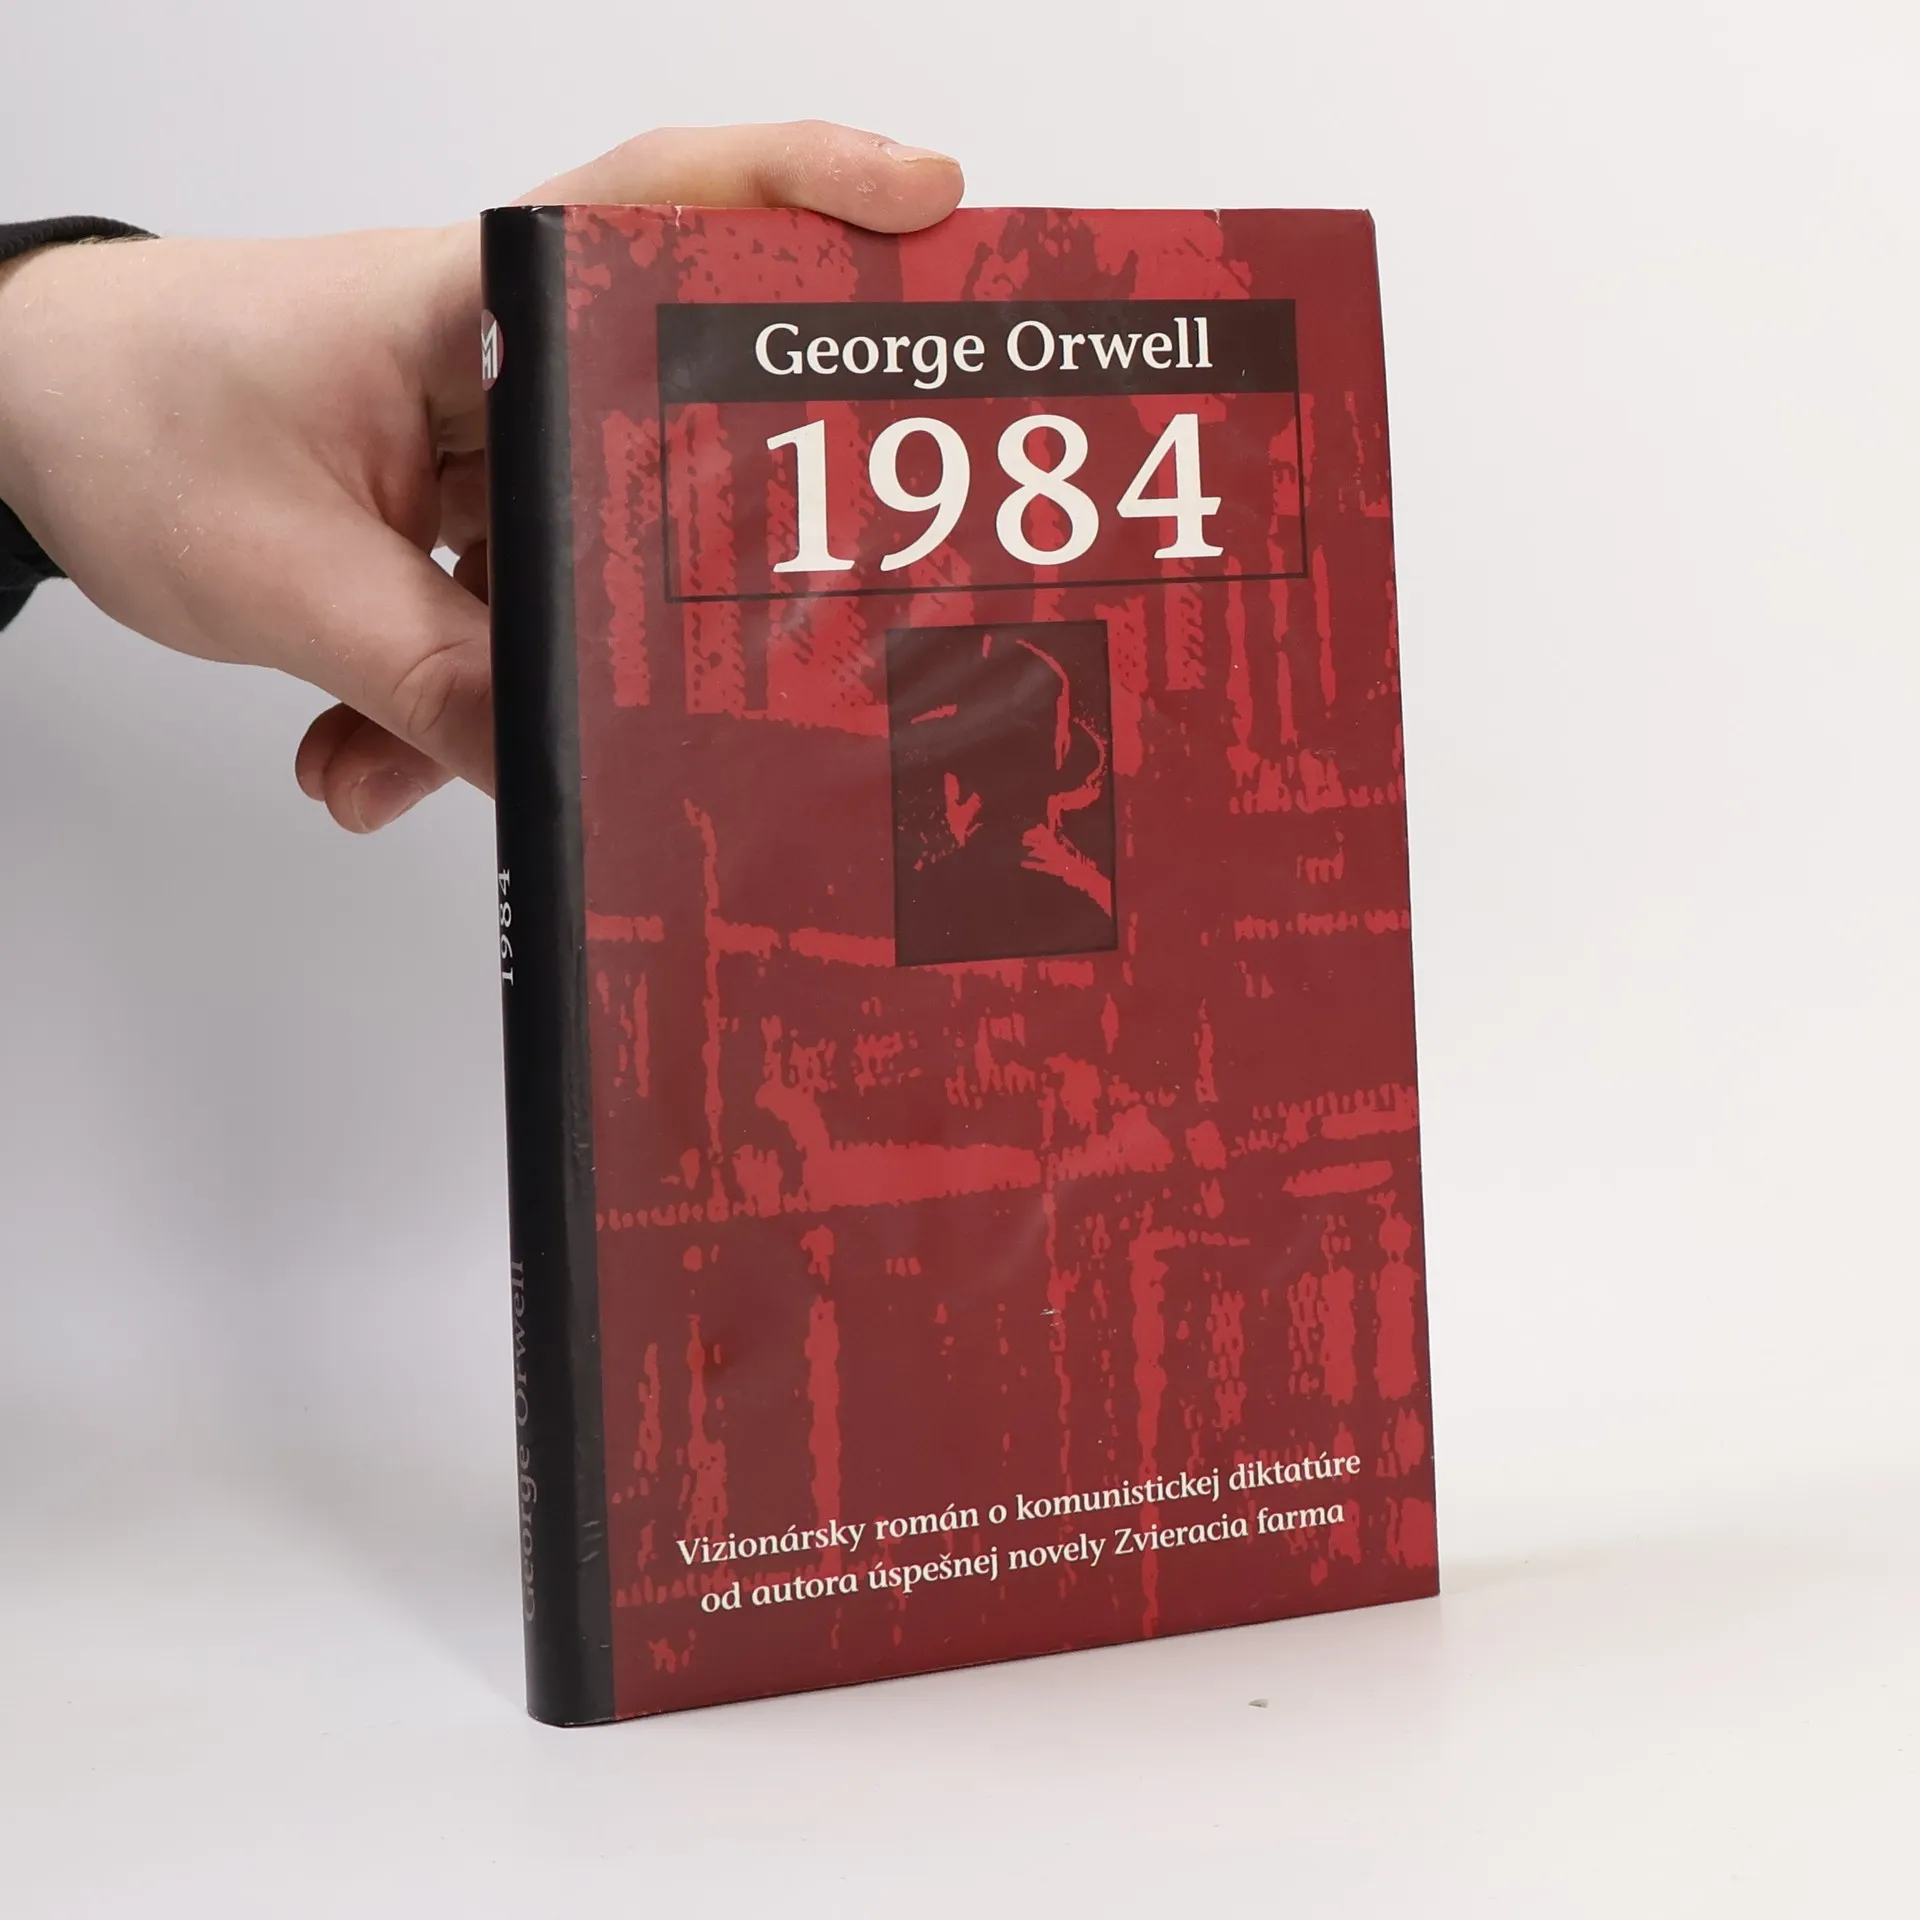 George Orwell
1984
Vizionársky román o komunistickej diktatúre
od autora úspešnej novely Zvieracia farma
1984
George Orwell